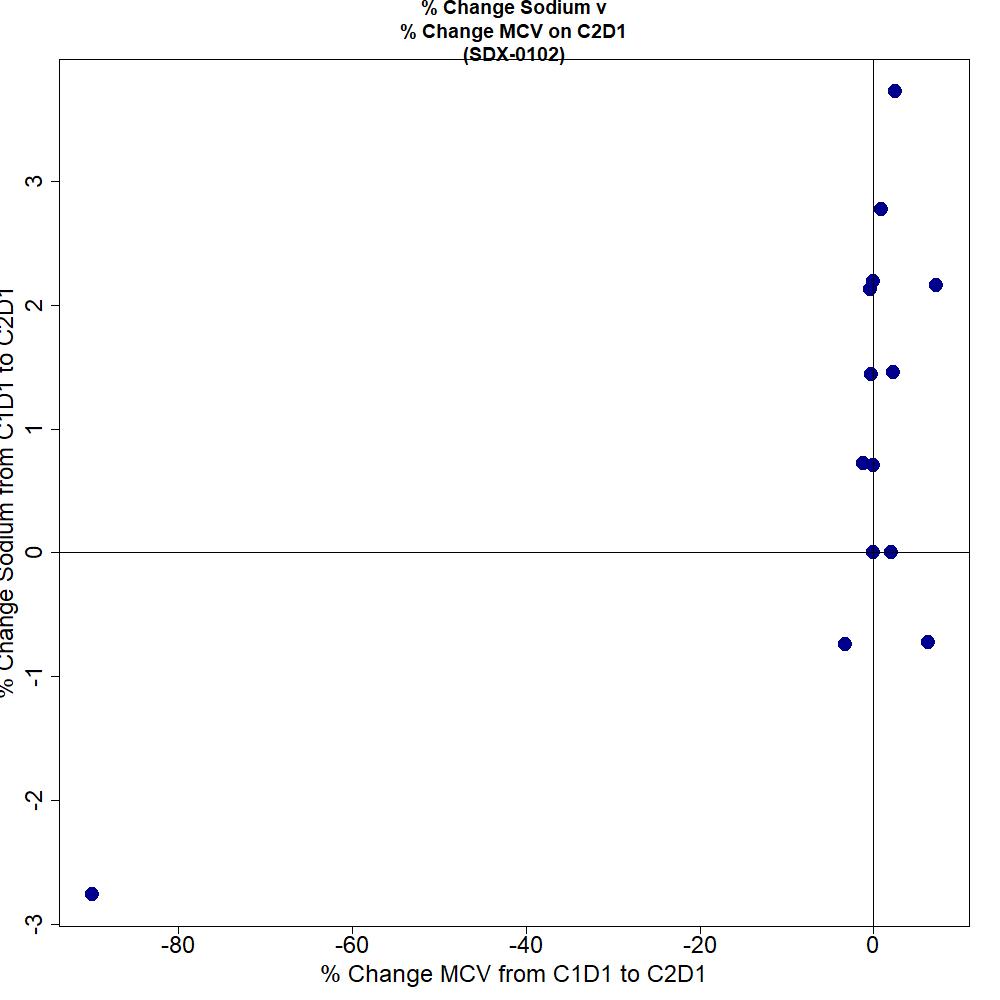 % Change Sodium v
% Change MCV on C2D1
(SDX-0102)
% Change Sodium from C1D1 to C2D1
3
2
1
0
-1
-2
-3
-80
-60
-40
-20
0
% Change MCV from C1D1 to C2D1